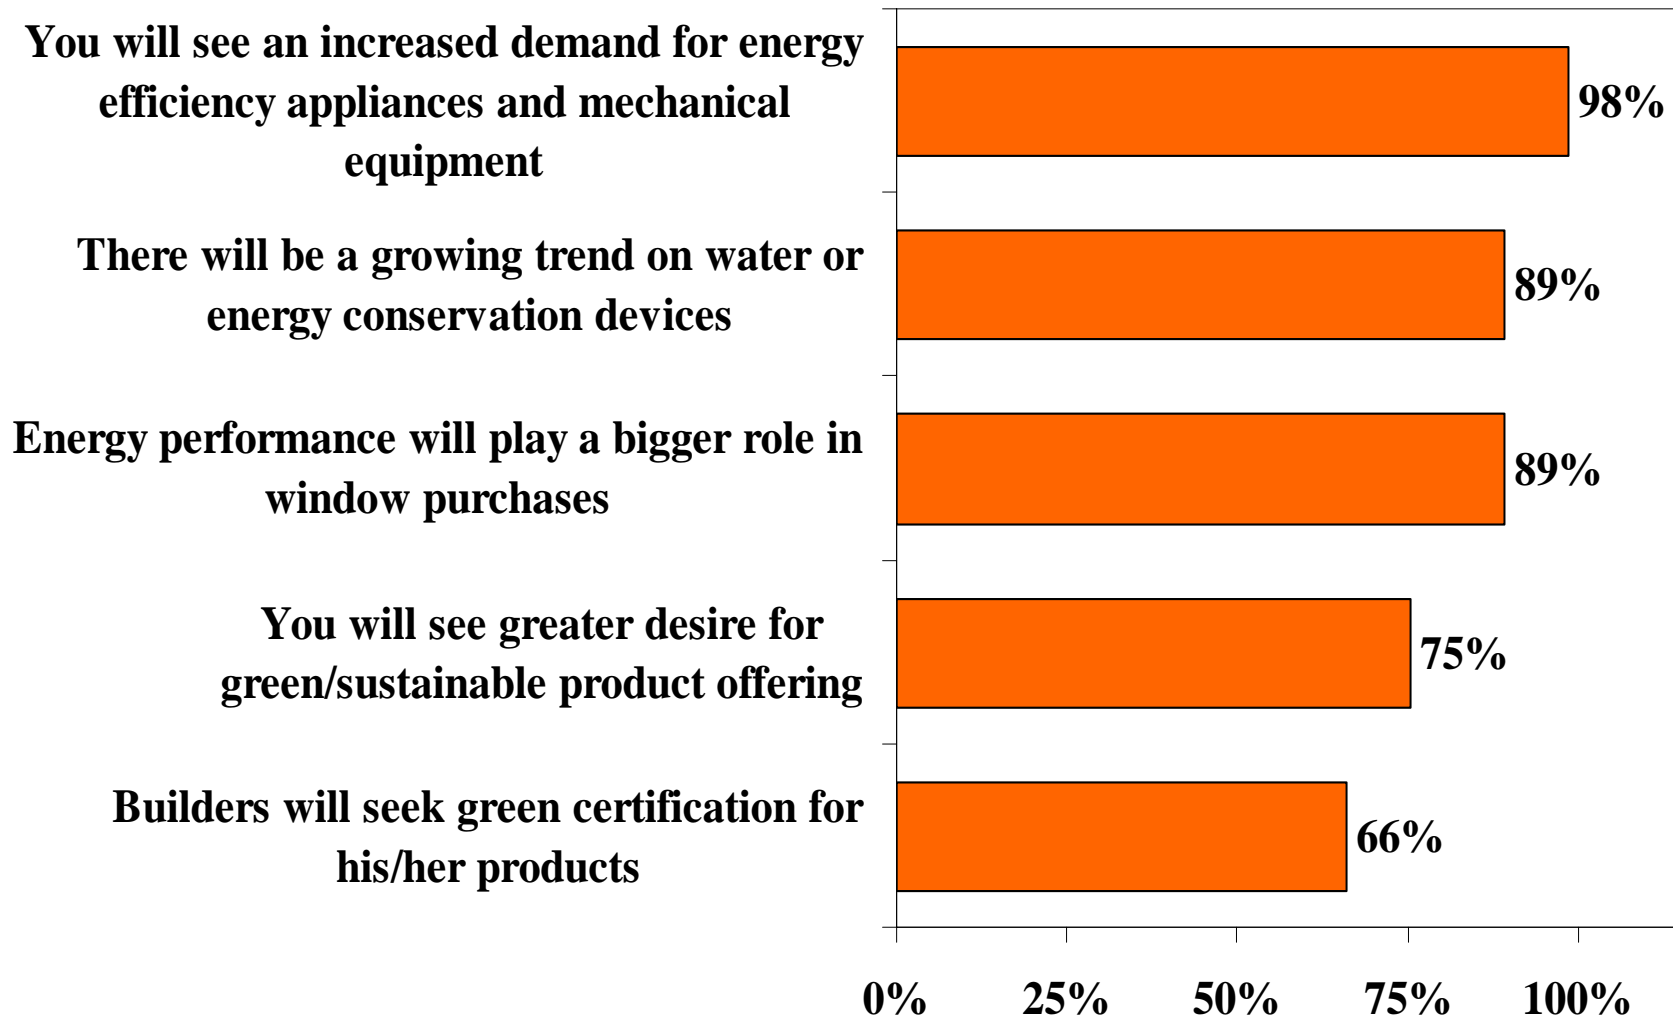 You will see an increased demand for energy
efficiency appliances and mechanical
equipment
98%
There will be a growing trend on water or
energy conservation devices
89%
Energy performance will play a bigger role in
window purchases
89%
You will see greater desire for
green/sustainable product offering
75%
Builders will seek green certification for
his/her products
66%
0% 25% 50% 75% 100%